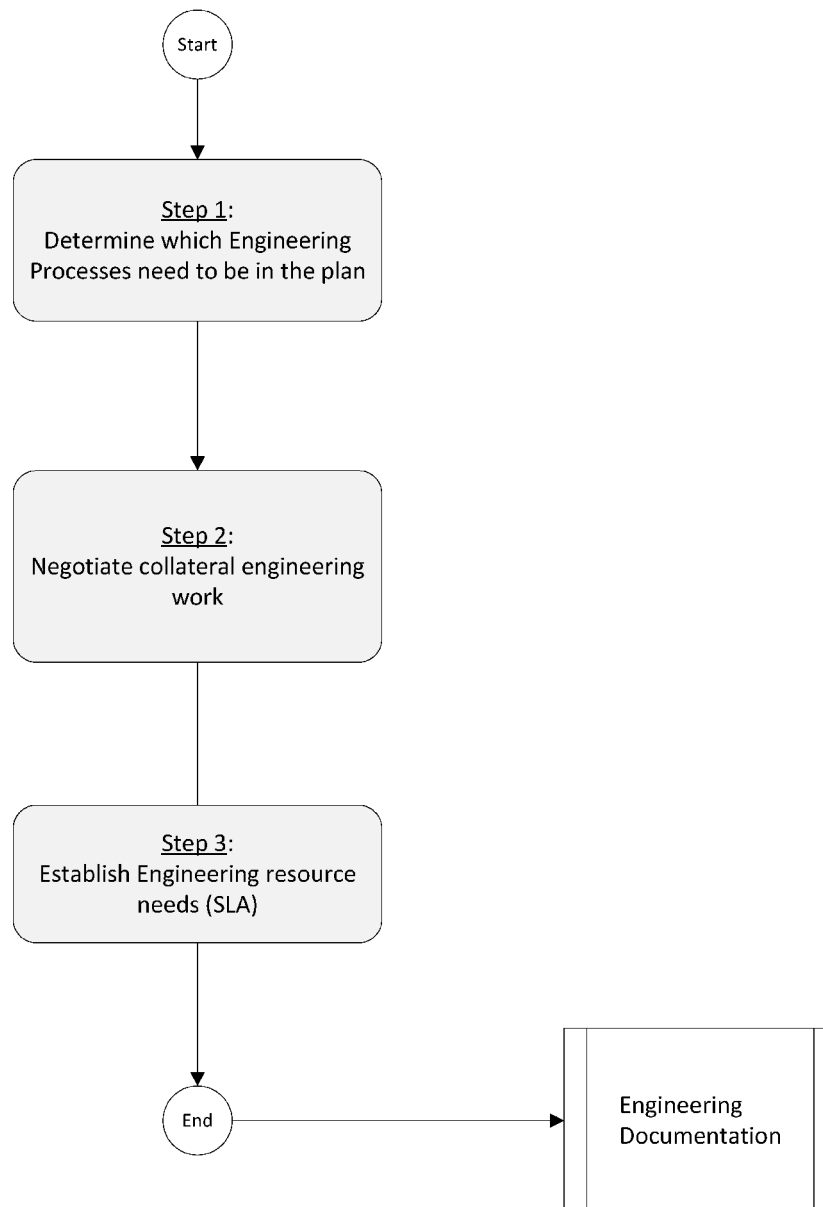 Start
Step 1:
Determine which Engineering
Processes need to be in the plan
Step 2:
Negotiate collateral engineering
work
Step 3:
Establish Engineering resource
needs (SLA)
End
Engineering
Documentation